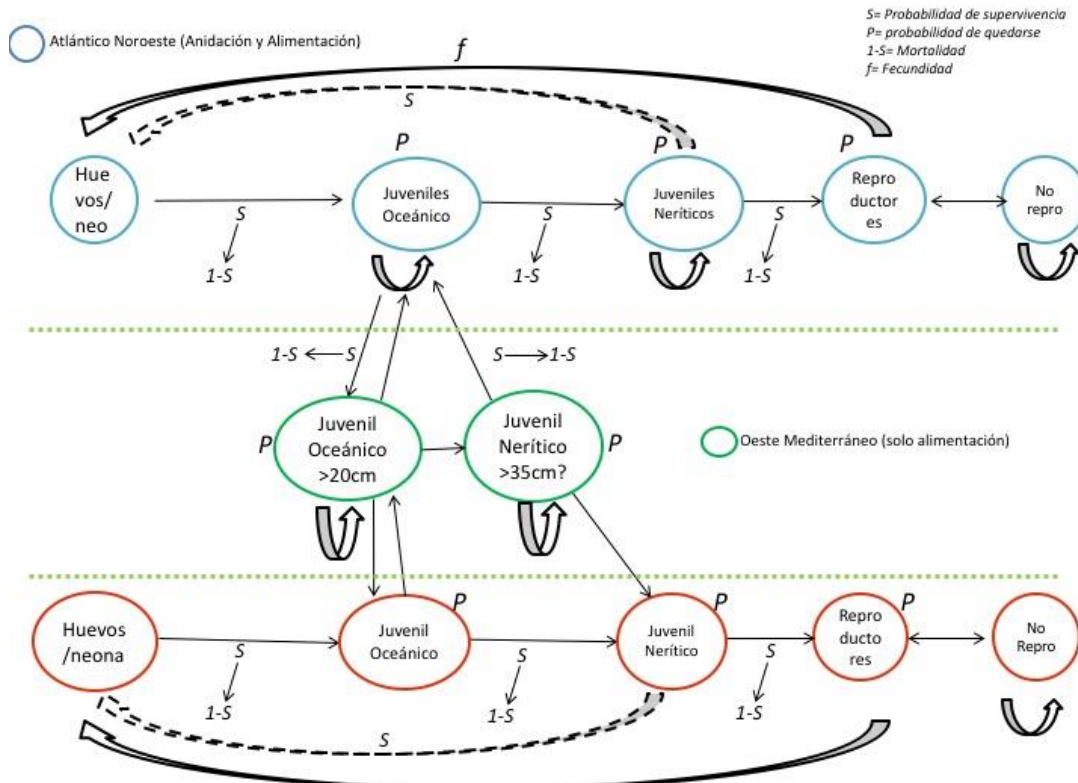 S= Probabilidad de supervivencia
P= probabilidad de quedarse
1-S= Mortalidad
f= Fecundidad
Atlántico Noroeste (Anidación y Alimentación)
f
S
P
P
P
Hue
vos/
neo
Juveniles
Oceánico
Juveniles
Neríticos
Repro
ductor
es
No
repro
S
S
S
1-S
1-S
1-S
1-S
S
S
1-S
Juvenil
Oceánico
>20cm
Juvenil
Nerítico
>35cm?
P
P
Oeste Mediterráneo (solo alimentación)
P
P
P
Huevos
/neona
Juvenil
Oceánico
Juvenil
Nerítico
Repro
ducto
res
No
Repro
S
S
S
1-S
1-S
1-S
S